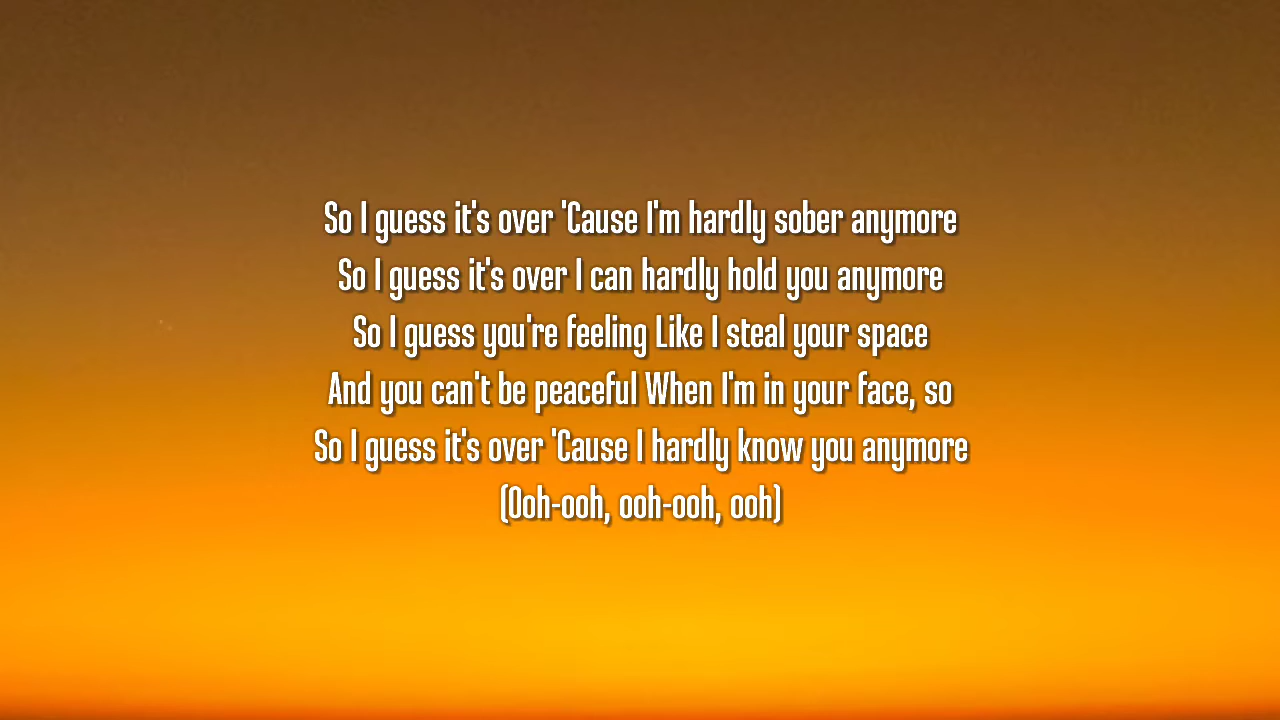 So I guess it's over 'Cause I'm hardly sober anymore
So I guess it's over I can hardly hold you anymore
So I guess you're feeling Like I steal your space
And you can't be peaceful When I'm in your face, so
So I guess it's over 'Cause I hardly know you anymore
(Ooh-ooh, ooh-ooh, ooh)